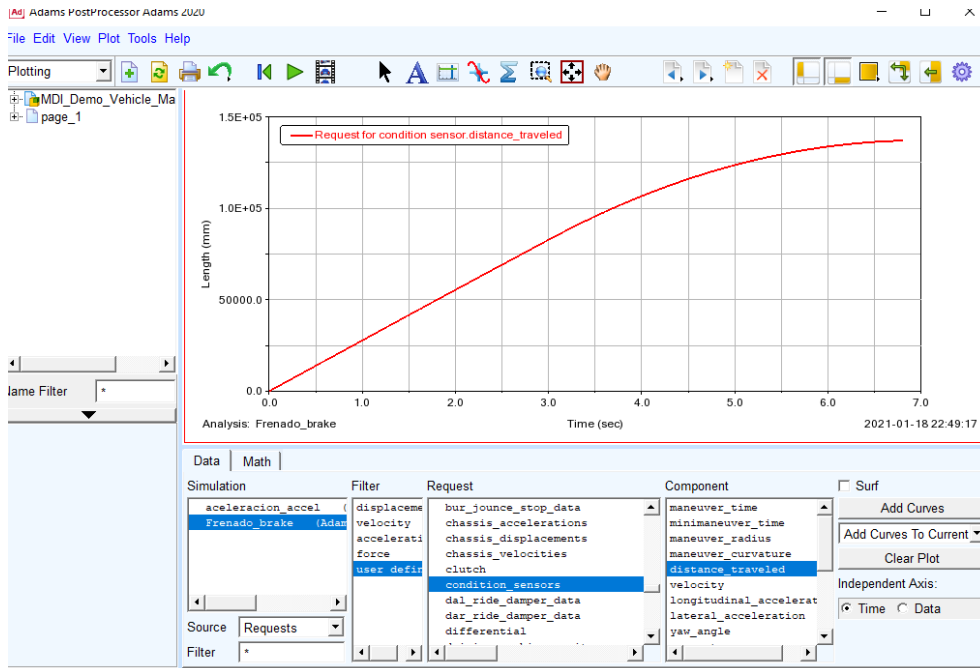 Adams PostProcessor Adams 2020
File Edit View Plot Tools Help
Plotting
MDI_Demo_Vehicle_Ma
page_1
Name Filter *
1.5E+05
1.0E+05
50000.0
0.0
Length (mm)
Request for condition sensor.distance_traveled
0.0 1.0 2.0 3.0 4.0 5.0 6.0 7.0
Analysis: Frenado_brake Time (sec) 2021-01-18 22:49:17
Data Math
Simulation Filter Request Component Surf
aceleracion_accel (
Frenado_brake (Adam
Source Requests
Filter *
displaceme
velocity
accelerati
force
user defin
bur_jounce_stop_data
chassis_accelerations
chassis_displacements
chassis_velocities
clutch
condition_sensors
dal_ride_damper_data
dar_ride_damper_data
differential
maneuver_time
minimaneuver_time
maneuver_radius
maneuver_curvature
distance_traveled
velocity
longitudinal_accelerat
lateral_acceleration
yaw_angle
Add Curves
Add Curves To Current
Clear Plot
Independent Axis:
Time Data